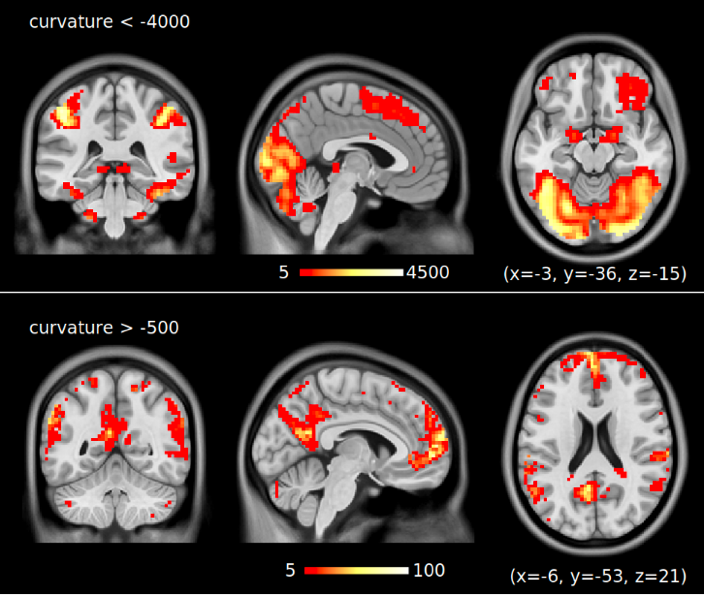 curvature < -4000
5 4500
(x=-3, y=-36, z=-15)
curvature > -500
5 100
(x=-6, y=-53, z=21)